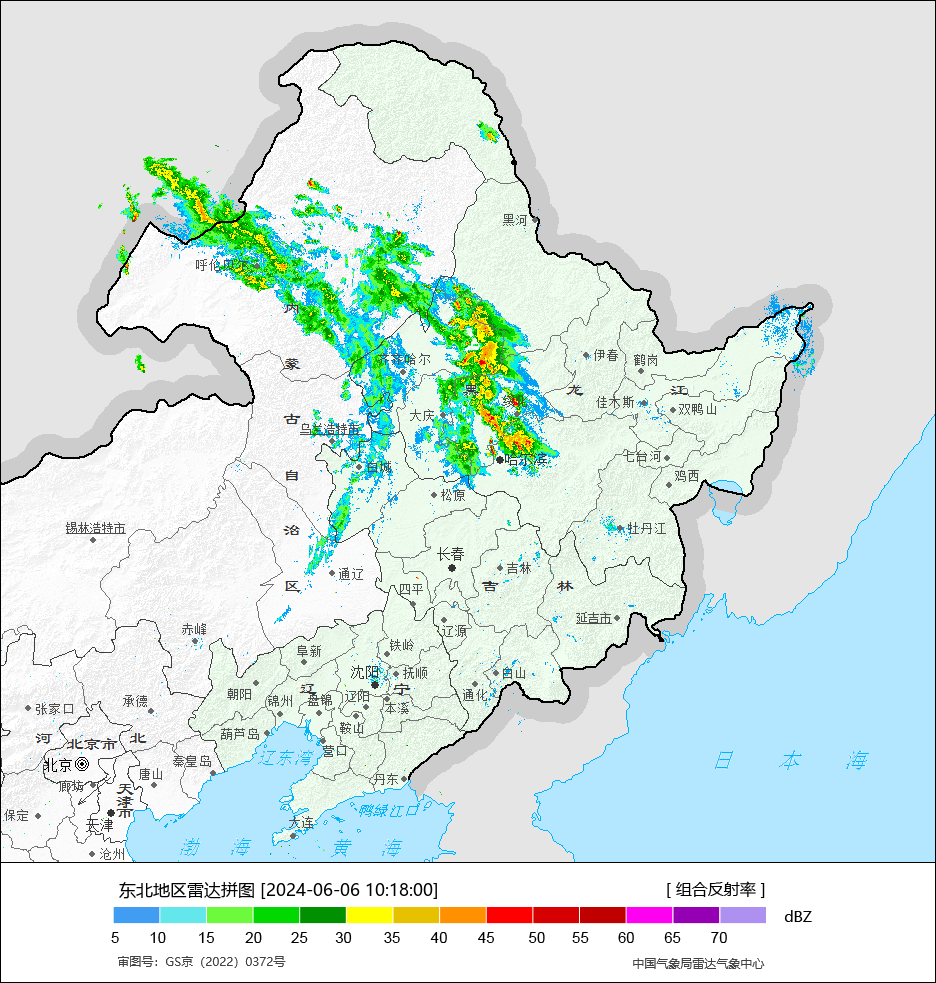 黑河
呼伦贝尔
内
蒙
古
自
治
区
齐齐哈尔
伊春
鹤岗
黑
龙
江
绥化
佳木斯
双鸭山
大庆
乌兰浩特市
七台河
哈尔滨
白城
鸡西
松原
锡林浩特市
牡丹江
长春
吉林
通辽
四平
吉
林
延吉市
赤峰
辽源
铁岭
阜新
沈阳
抚顺
白山
朝阳
辽
宁
通化
锦州
盘锦
辽阳
本溪
承德
张家口
葫芦岛
鞍山
河
北京市
北
营口
辽东湾
日本海
北京
秦皇岛
唐山
丹东
廊坊
天津市
鸭绿江口
保定
天津
大连
渤海
黄海
沧州
东北地区雷达拼图 [2024-06-06 10:18:00]
[ 组合反射率 ]
dBZ
5 10 15 20 25 30 35 40 45 50 55 60 65 70
审图号：GS京（2022）0372号
中国气象局雷达气象中心